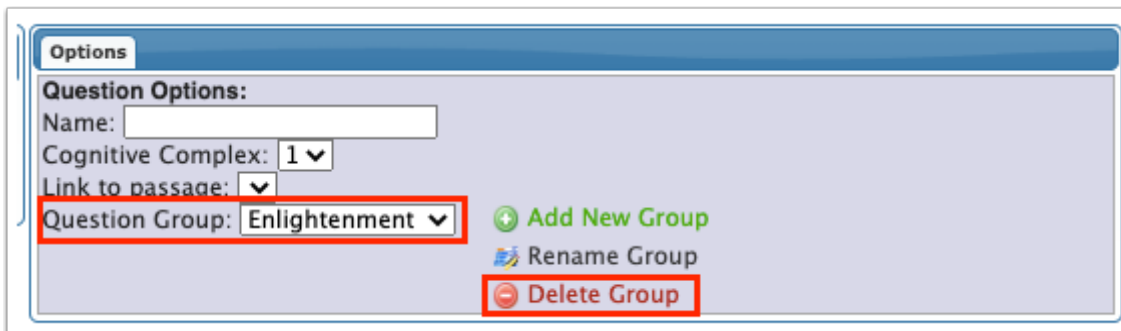 Options
Question Options:
Name:
Cognitive Complex: 1
Link to passage:
Question Group: Enlightenment
Add New Group
Rename Group
Delete Group